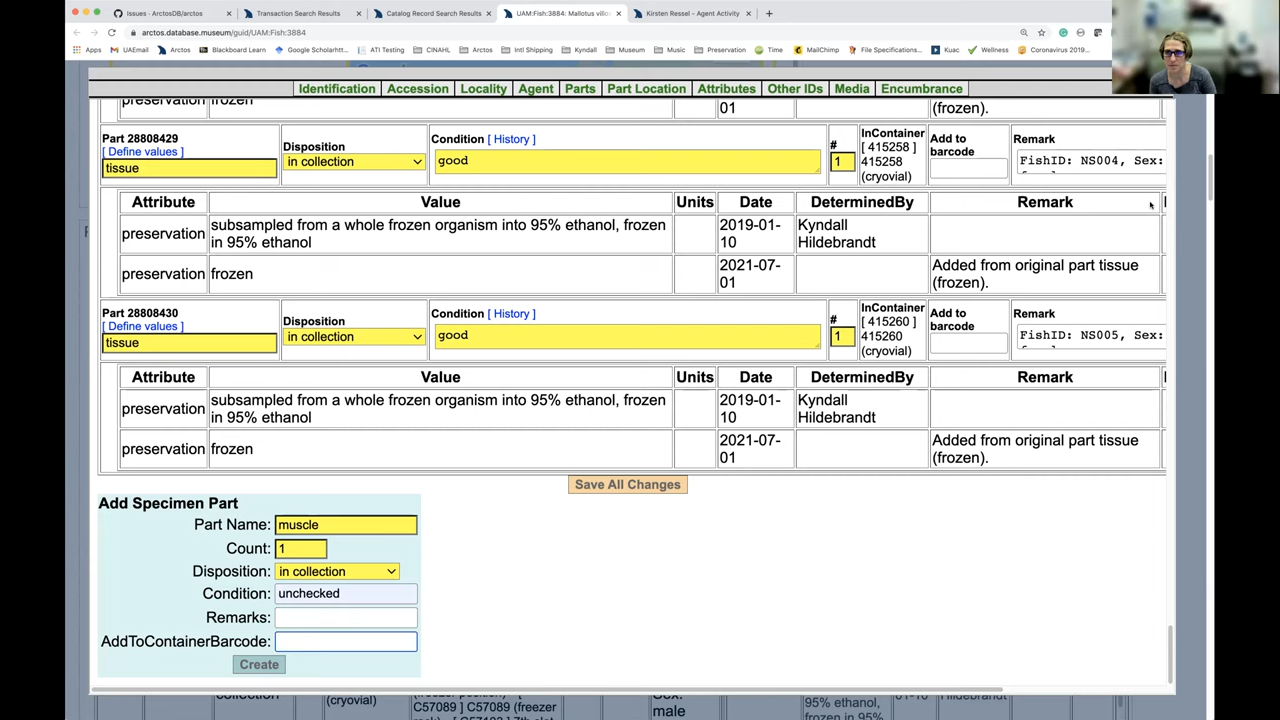 Issues · ArctosDB/arctos
Transaction Search Results
Catalog Record Search Results
UAM:Fish:3884: Mallotus villo
Kirsten Ressel - Agent Activity
arctos.database.museum/guid/UAM:Fish:3884
Apps UAEmail Arctos Blackboard Learn Google Scholarhtt... ATI Testing CINAHL Arctos Intl Shipping Kyndall Museum Music Preservation Time MailChimp File Specifications... Kuac Wellness Coronavirus 2019...
Identification Accession Locality Agent Parts Part Location Attributes Other IDs Media Encumbrance
preservation frozen 01 (frozen).
Part 28808429
[ Define values ]
tissue
Disposition
in collection
Condition [ History ]
good
#
1
InContainer
[ 415258 ]
415258
(cryovial)
Add to
barcode
Remark
FishID: NS004, Sex:
Attribute Value Units Date DeterminedBy Remark
preservation
subsampled from a whole frozen organism into 95% ethanol, frozen
in 95% ethanol
2019-01-
10
Kyndall
Hildebrandt
preservation frozen
2021-07-
01
Added from original part tissue
(frozen).
Part 28808430
[ Define values ]
tissue
Disposition
in collection
Condition [ History ]
good
#
1
InContainer
[ 415260 ]
415260
(cryovial)
Add to
barcode
Remark
FishID: NS005, Sex:
Attribute Value Units Date DeterminedBy Remark
preservation
subsampled from a whole frozen organism into 95% ethanol, frozen
in 95% ethanol
2019-01-
10
Kyndall
Hildebrandt
preservation frozen
2021-07-
01
Added from original part tissue
(frozen).
Save All Changes
Add Specimen Part
Part Name: muscle
Count: 1
Disposition: in collection
Condition: unchecked
Remarks:
AddToContainerBarcode:
Create
collection
(cryovial)
C57089 ] C57089 (freezer
Sex:
male
95%
ethanol,
frozen in 95%
Hildebrandt